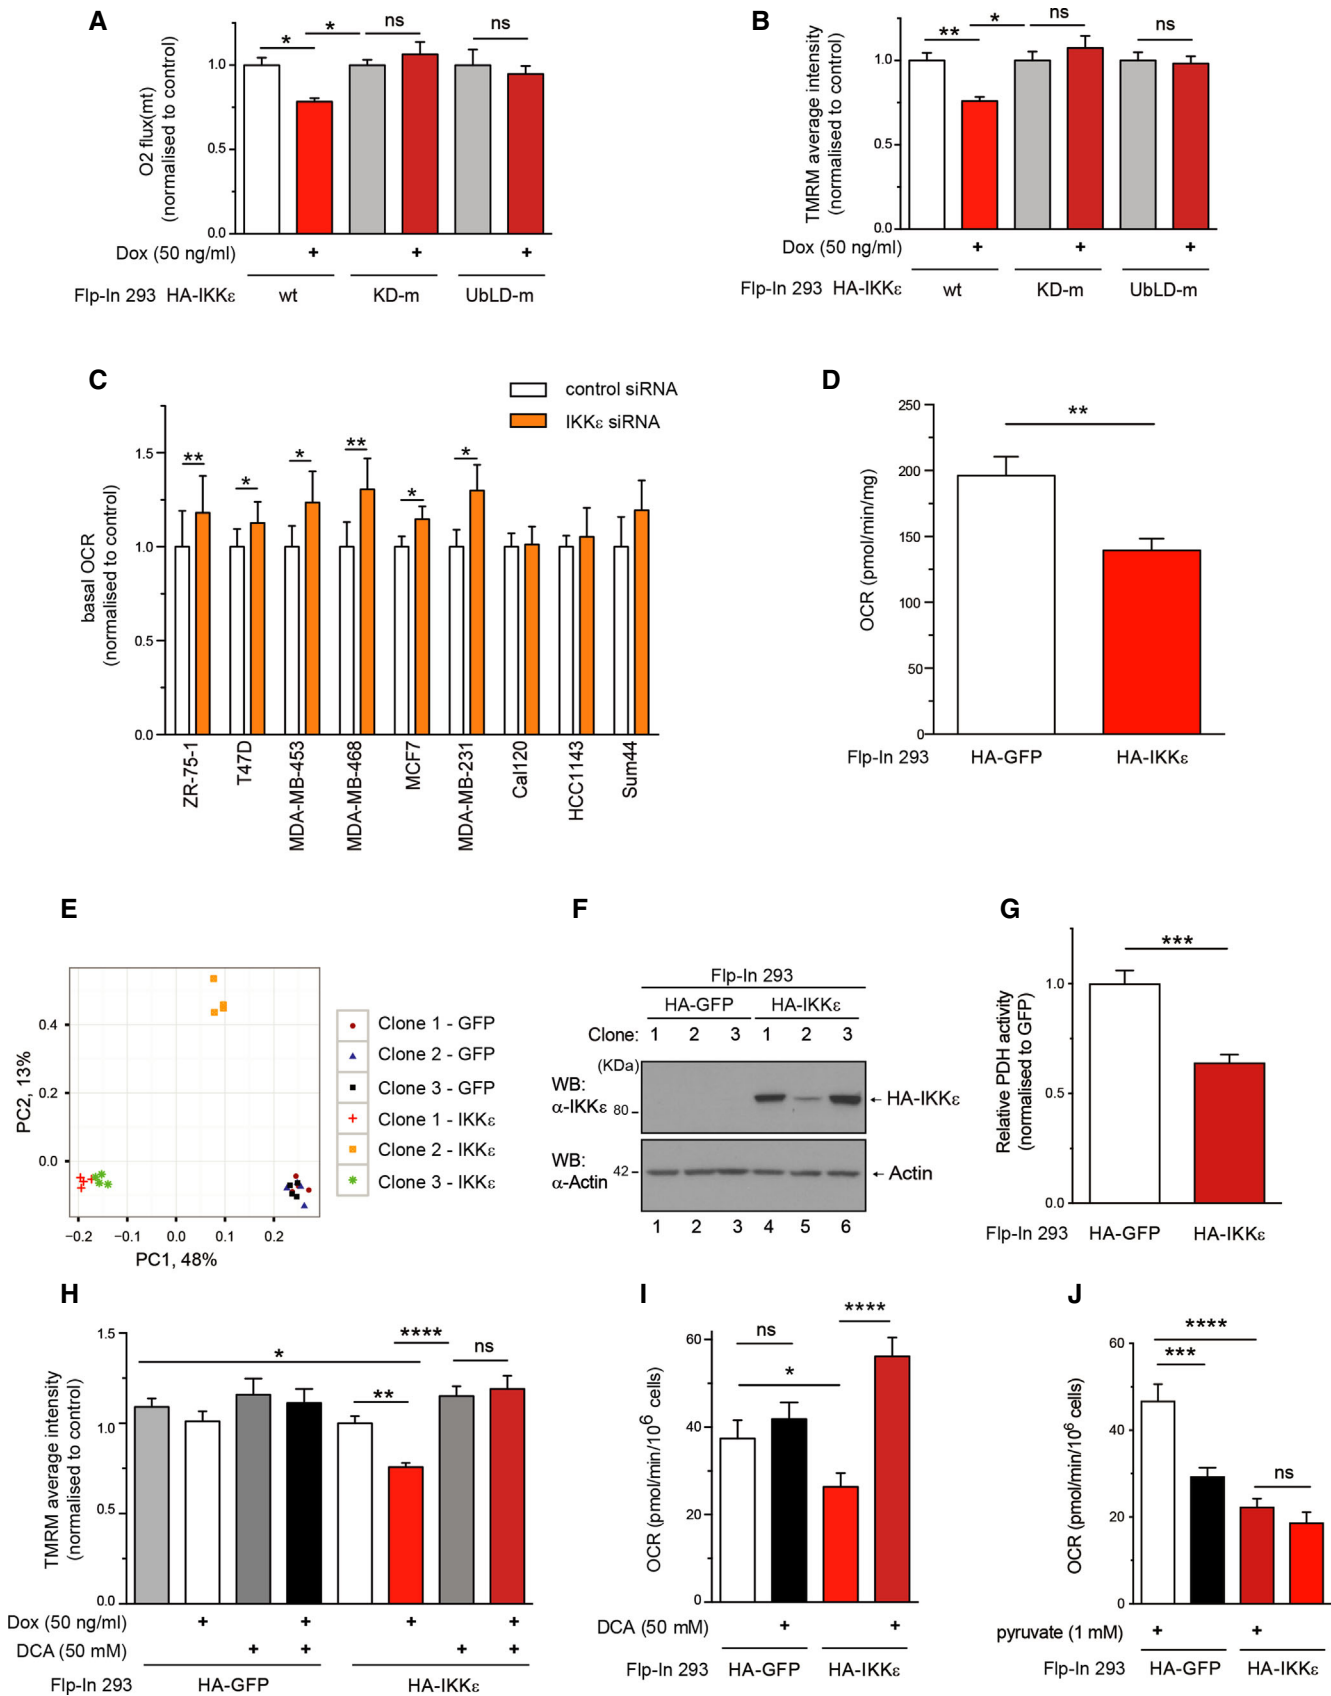 A
O2 flux(mt)
(normalised to control)
1.0
0.5
0.0
* * ns ns
Dox (50 ng/ml) + + +
Flp-In 293 HA-IKKε wt KD-m UbLD-m
B
TMRM average intensity
(normalised to control)
1.0
0.5
0.0
** * ns ns
Dox (50 ng/ml) + + +
Flp-In 293 HA-IKKε wt KD-m UbLD-m
C
control siRNA
IKKε siRNA
basal OCR
(normalised to control)
1.5
1.0
0.5
0.0
** * * ** * *
ZR-75-1
T47D
MDA-MB-453
MDA-MB-468
MCF7
MDA-MB-231
Cal120
HCC1143
Sum44
D
OCR (pmol/min/mg)
250
200
150
100
50
0
**
Flp-In 293 HA-GFP HA-IKKε
E
PC2, 13%
0.4
0.2
0.0
−0.2 −0.1 0.0 0.1 0.2
PC1, 48%
Clone 1 - GFP
Clone 2 - GFP
Clone 3 - GFP
Clone 1 - IKKε
Clone 2 - IKKε
Clone 3 - IKKε
F
Flp-In 293
HA-GFP HA-IKKε
Clone: 1 2 3 1 2 3
(KDa)
WB:
α-IKKε 80 ← HA-IKKε
WB:
α-Actin 42 ← Actin
1 2 3 4 5 6
G
Relative PDH activity
(normalised to GFP)
1.0
0.5
0.0
***
Flp-In 293 HA-GFP HA-IKKε
H
TMRM average intensity
(normalised to control)
1.5
1.0
0.5
0.0
* ** **** ns
Dox (50 ng/ml) + + + +
DCA (50 mM) + + + +
Flp-In 293 HA-GFP HA-IKKε
I
OCR (pmol/min/10⁶ cells)
60
40
20
0
ns * ****
DCA (50 mM) + +
Flp-In 293 HA-GFP HA-IKKε
J
OCR (pmol/min/10⁶ cells)
60
40
20
0
****
*** ns
pyruvate (1 mM) + +
Flp-In 293 HA-GFP HA-IKKε